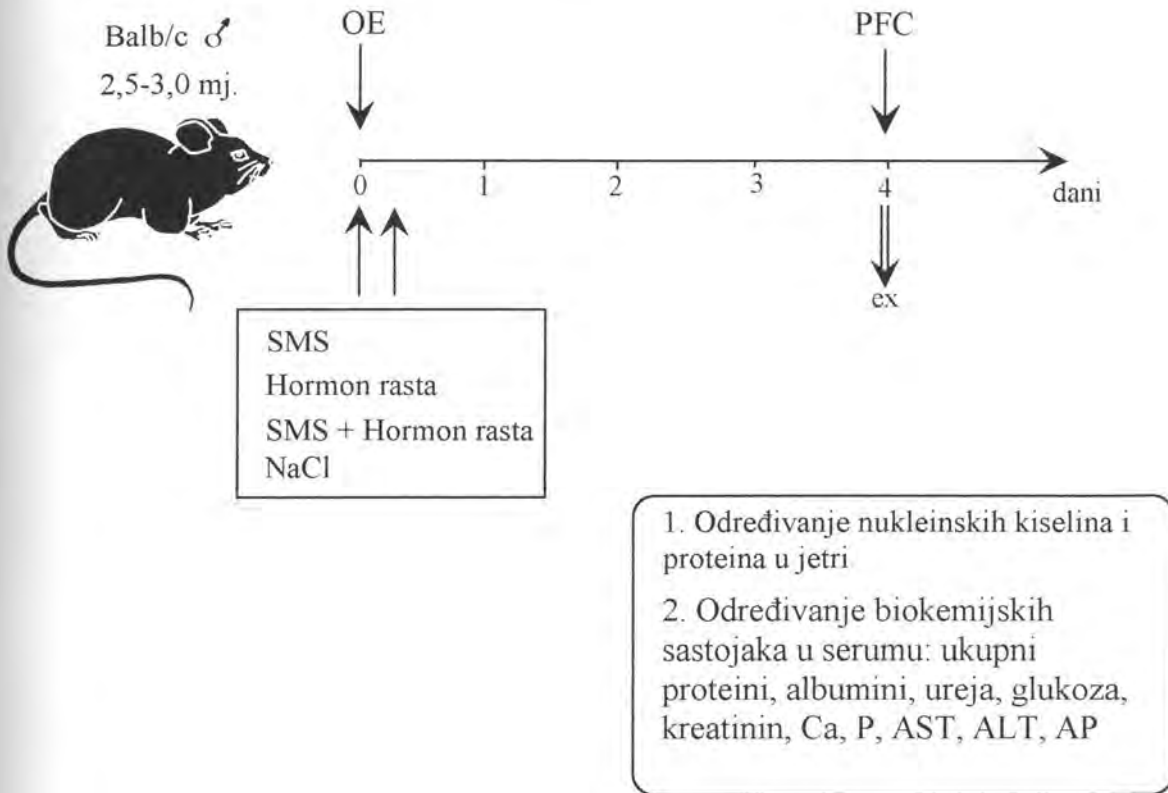 Balb/c ♂
2,5-3,0 mj.
OE
PFC
0
1
2
3
4
dani
ex
SMS
Hormon rasta
SMS + Hormon rasta
NaCl
1. Određivanje nukleinskih kiselina i
proteina u jetri
2. Određivanje biokemijskih
sastojaka u serumu: ukupni
proteini, albumini, ureja, glukoza,
kreatinin, Ca, P, AST, ALT, AP